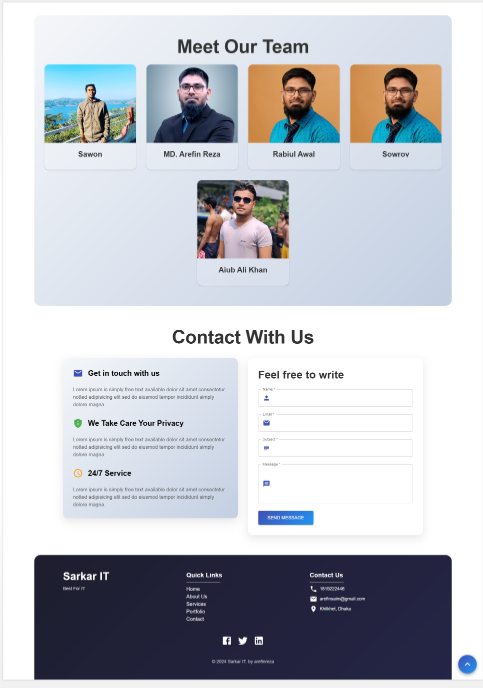 Meet Our Team
Sawon
MD. Arefin Reza
Rabiul Awal
Sowrov
Aiub Ali Khan
Contact With Us
Get in touch with us
Lorem ipsum is simply free text available dolor sit amet consectetur
notted adipisicing elit sed do eiusmod tempor incididunt simply
dolore magna
We Take Care Your Privacy
Lorem ipsum is simply free text available dolor sit amet consectetur
notted adipisicing elit sed do eiusmod tempor incididunt simply
dolore magna
24/7 Service
Lorem ipsum is simply free text available dolor sit amet consectetur
notted adipisicing elit sed do eiusmod tempor incididunt simply
dolore magna
Feel free to write
Name *
Email *
Subject *
Message *
SEND MESSAGE
Sarkar IT
Best For IT
Quick Links
Home
About Us
Services
Portfolio
Contact
Contact Us
Khilkhet, Dhaka
© 2024 Sarkar IT. by arefinreza